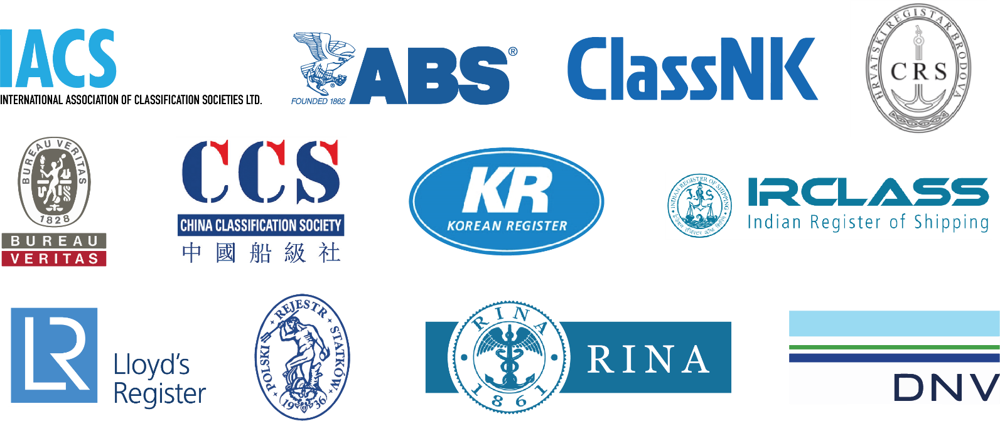 IACS
INTERNATIONAL ASSOCIATION OF CLASSIFICATION SOCIETIES LTD.
FOUNDED 1862
ABS®
ClassNK
HRVATSKI REGISTAR BRODOVA
CRS
BUREAU VERITAS
1828
BUREAU
VERITAS
CCS
CHINA CLASSIFICATION SOCIETY
中國船級社
KR
KOREAN REGISTER
INDIAN REGISTER OF SHIPPING
I.R.S
IRCLASS
Indian Register of Shipping
LR
Lloyd's
Register
POLSKI REJESTR STATKÓW
1936
RINA
1861
RINA
DNV